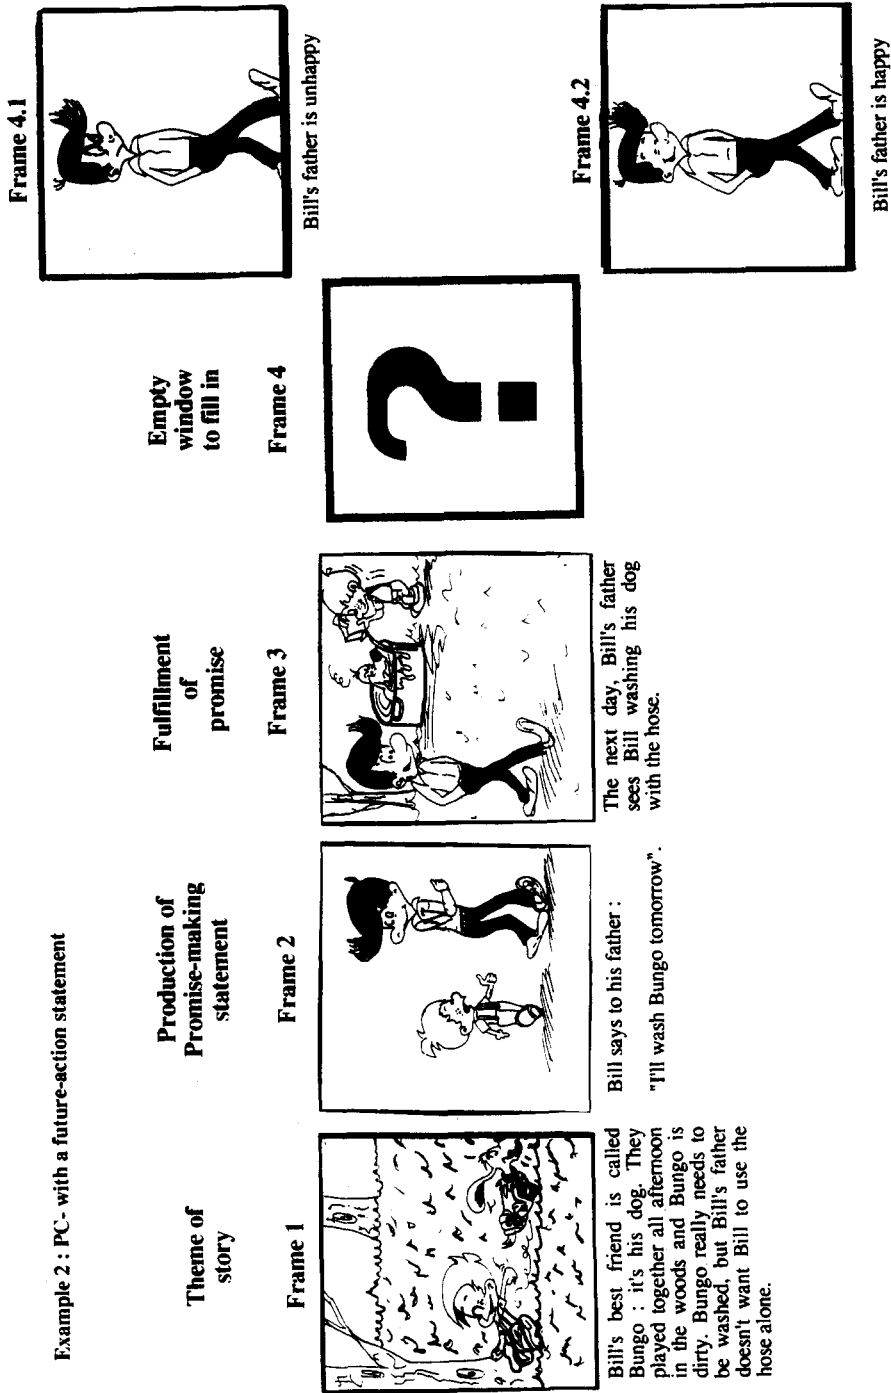 Example 2 : PC- with a future-action statement
Theme of
story
Frame 1
Bill's best friend is called
Bungo : it's his dog. They
played together all afternoon
in the woods and Bungo is
dirty. Bungo really needs to
be washed, but Bill's father
doesn't want Bill to use the
hose alone.
Production of
Promise-making
statement
Frame 2
Bill says to his father :
"I'll wash Bungo tomorrow".
Fulfillment
of
promise
Frame 3
The next day, Bill's father
sees Bill washing his dog
with the hose.
Empty
window
to fill in
Frame 4
?
Frame 4.1
Bill's father is unhappy
Frame 4.2
Bill's father is happy